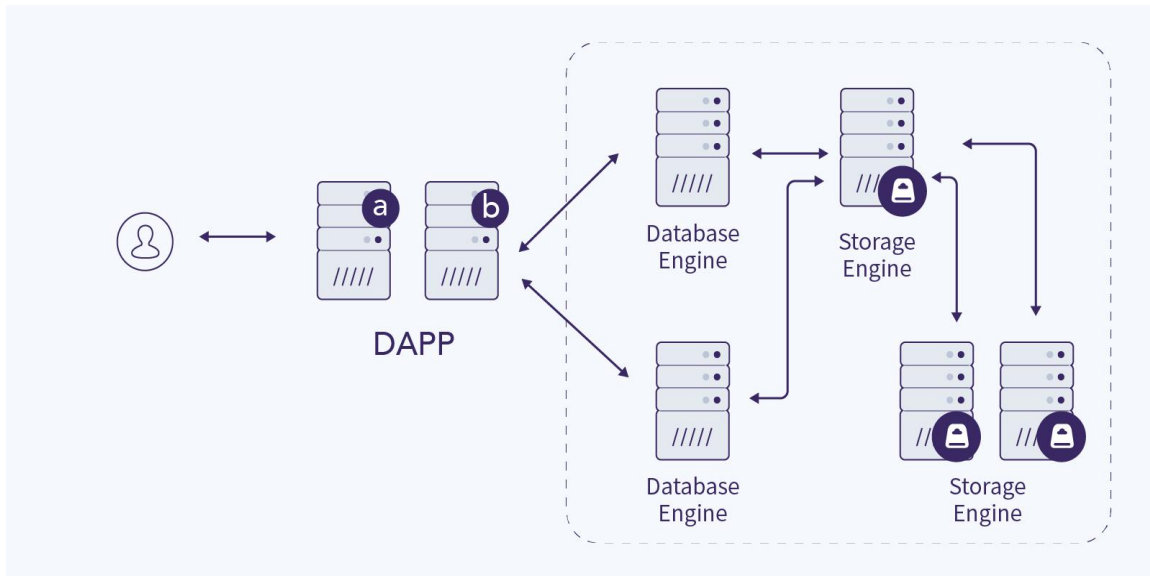 a
b
DAPP
Database
Engine
Storage
Engine
Database
Engine
Storage
Engine